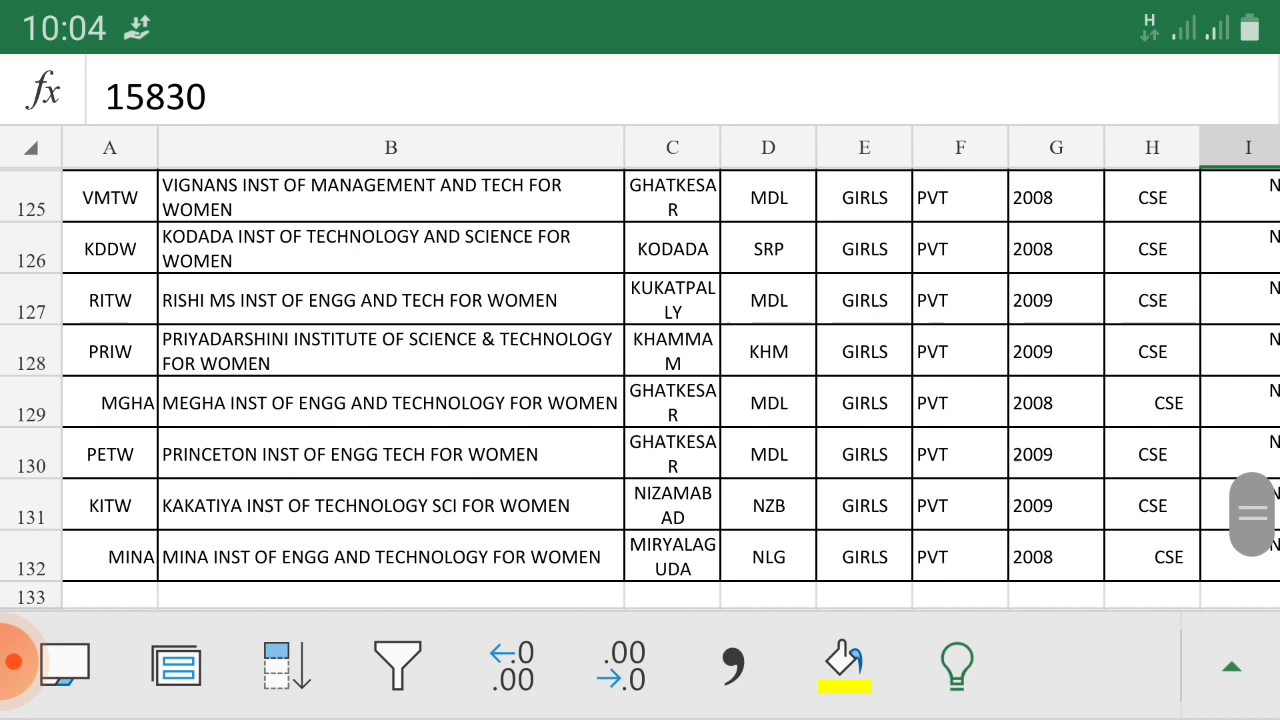 10:04 H
fx 15830
A B C D E F G H I
125 VMTW VIGNANS INST OF MANAGEMENT AND TECH FOR WOMEN GHATKESAR MDL GIRLS PVT 2008 CSE N
126 KDDW KODADA INST OF TECHNOLOGY AND SCIENCE FOR WOMEN KODADA SRP GIRLS PVT 2008 CSE N
127 RITW RISHI MS INST OF ENGG AND TECH FOR WOMEN KUKATPALLY MDL GIRLS PVT 2009 CSE N
128 PRIW PRIYADARSHINI INSTITUTE OF SCIENCE & TECHNOLOGY FOR WOMEN KHAMMAM KHM GIRLS PVT 2009 CSE N
129 MGHA MEGHA INST OF ENGG AND TECHNOLOGY FOR WOMEN GHATKESAR MDL GIRLS PVT 2008 CSE N
130 PETW PRINCETON INST OF ENGG TECH FOR WOMEN GHATKESAR MDL GIRLS PVT 2009 CSE N
131 KITW KAKATIYA INST OF TECHNOLOGY SCI FOR WOMEN NIZAMABAD NZB GIRLS PVT 2009 CSE
132 MINA MINA INST OF ENGG AND TECHNOLOGY FOR WOMEN MIRYALAGUDA NLG GIRLS PVT 2008 CSE
133
←.0 .00
.00 →.0